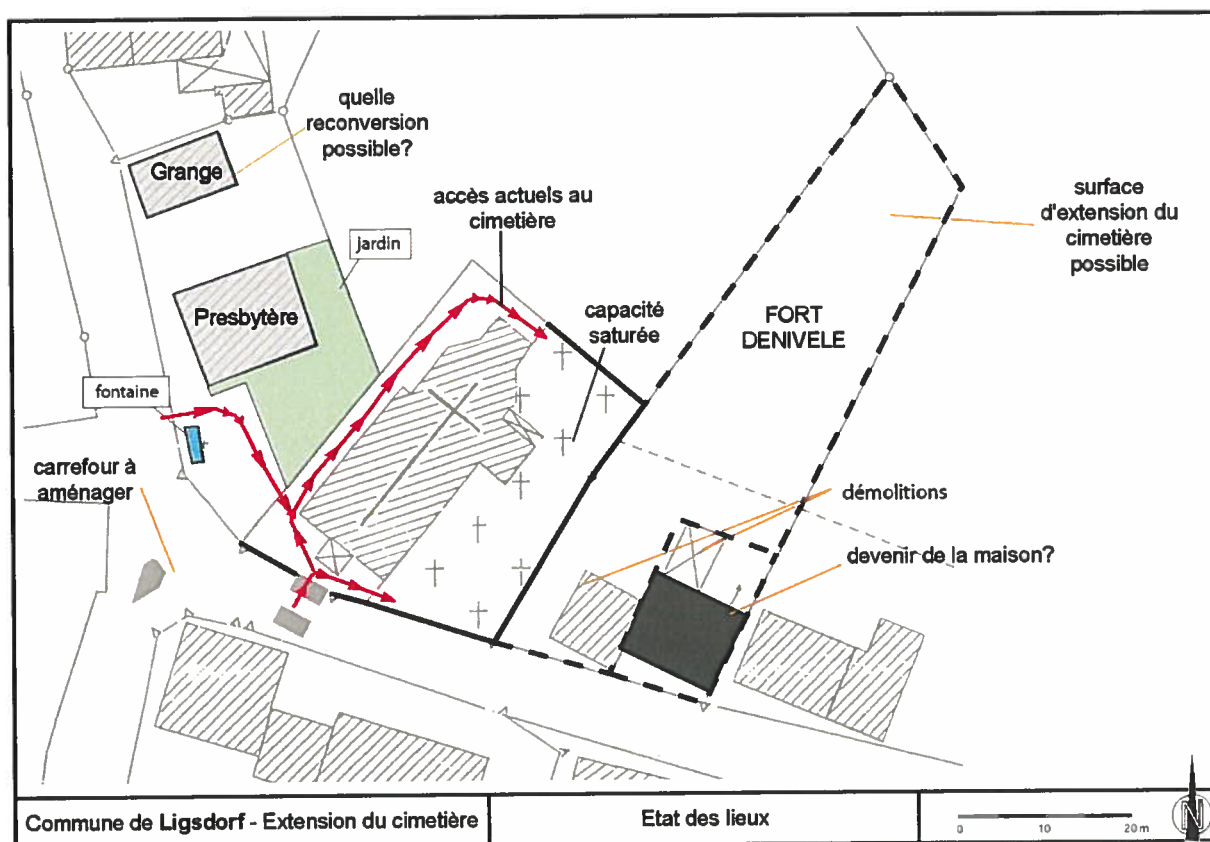 quelle
reconversion
possible?
Grange
accès actuels au
cimetière
surface
d'extension du
cimetière
possible
jardin
capacité
saturée
Presbytère
FORT
DENIVELE
fontaine
carrefour à
aménager
démolitions
devenir de la maison?
Commune de Ligsdorf - Extension du cimetière
Etat des lieux
0 10 20 m
N